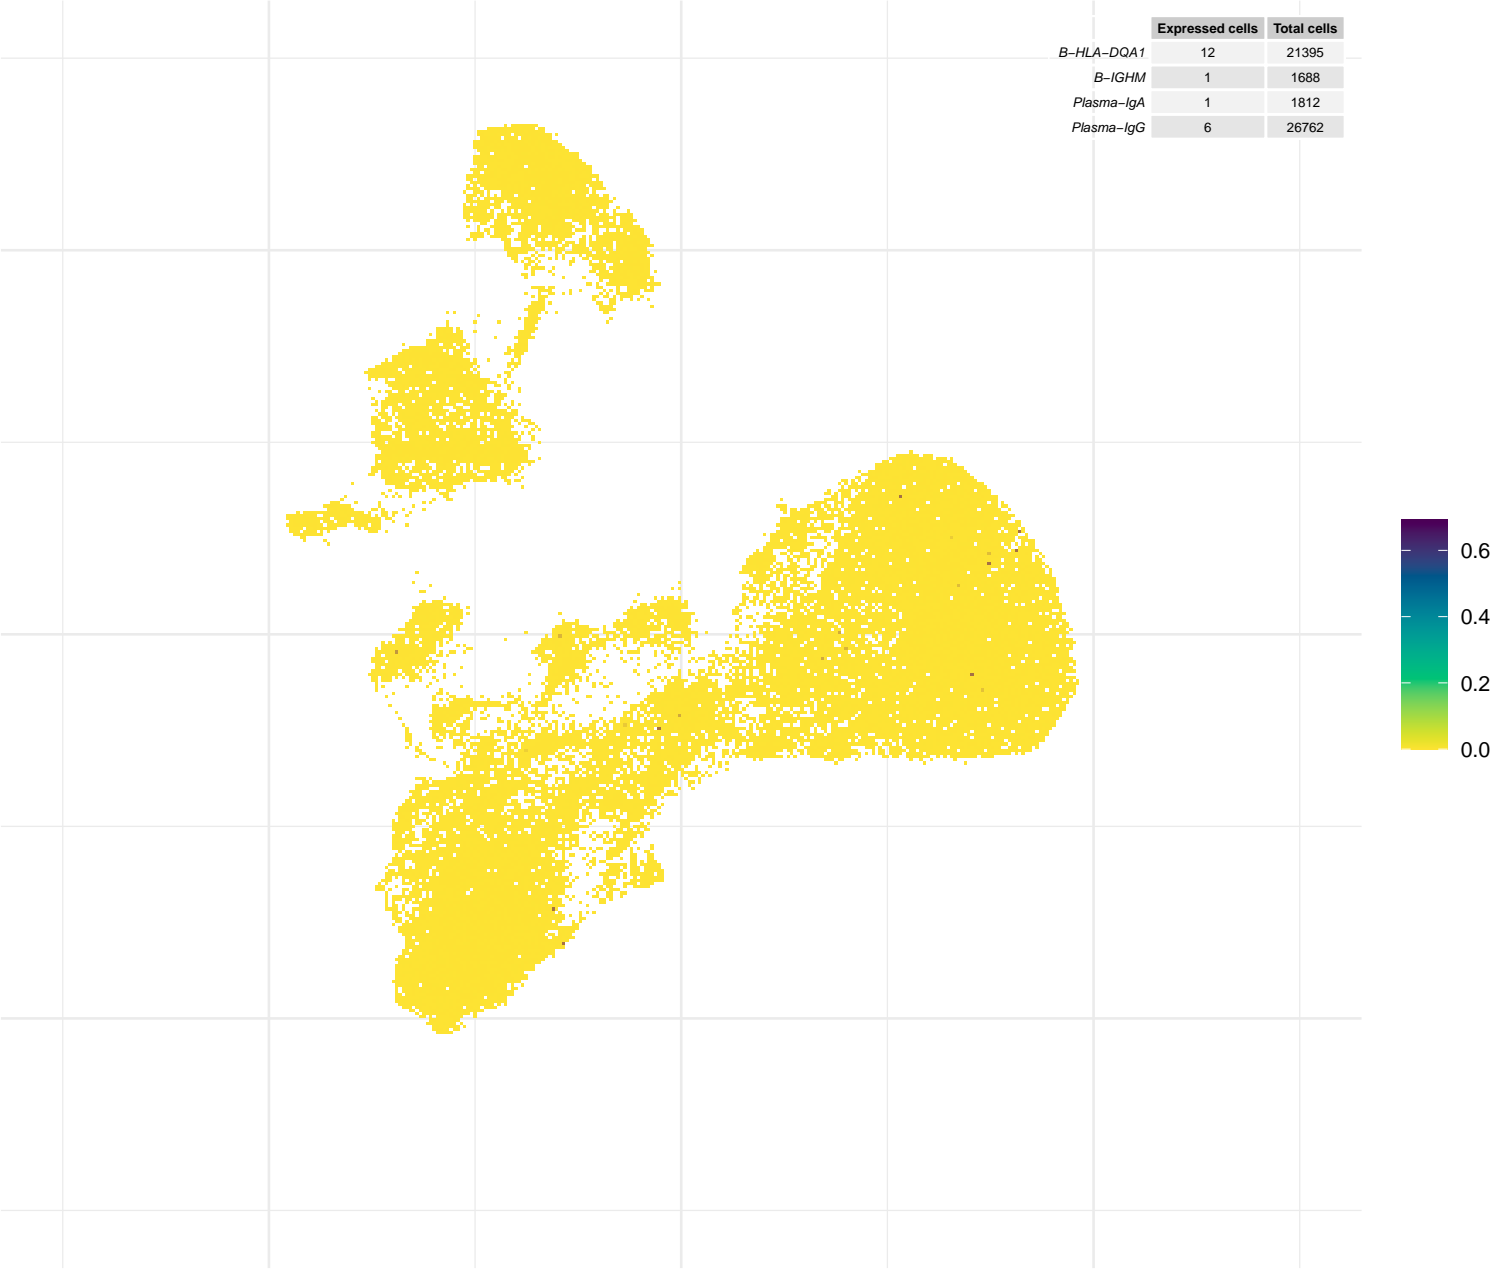 Expressed cells Total cells
B−HLA−DQA1 12 21395
B−IGHM 1 1688
Plasma−IgA 1 1812
Plasma−IgG 6 26762
0.6
0.4
0.2
0.0